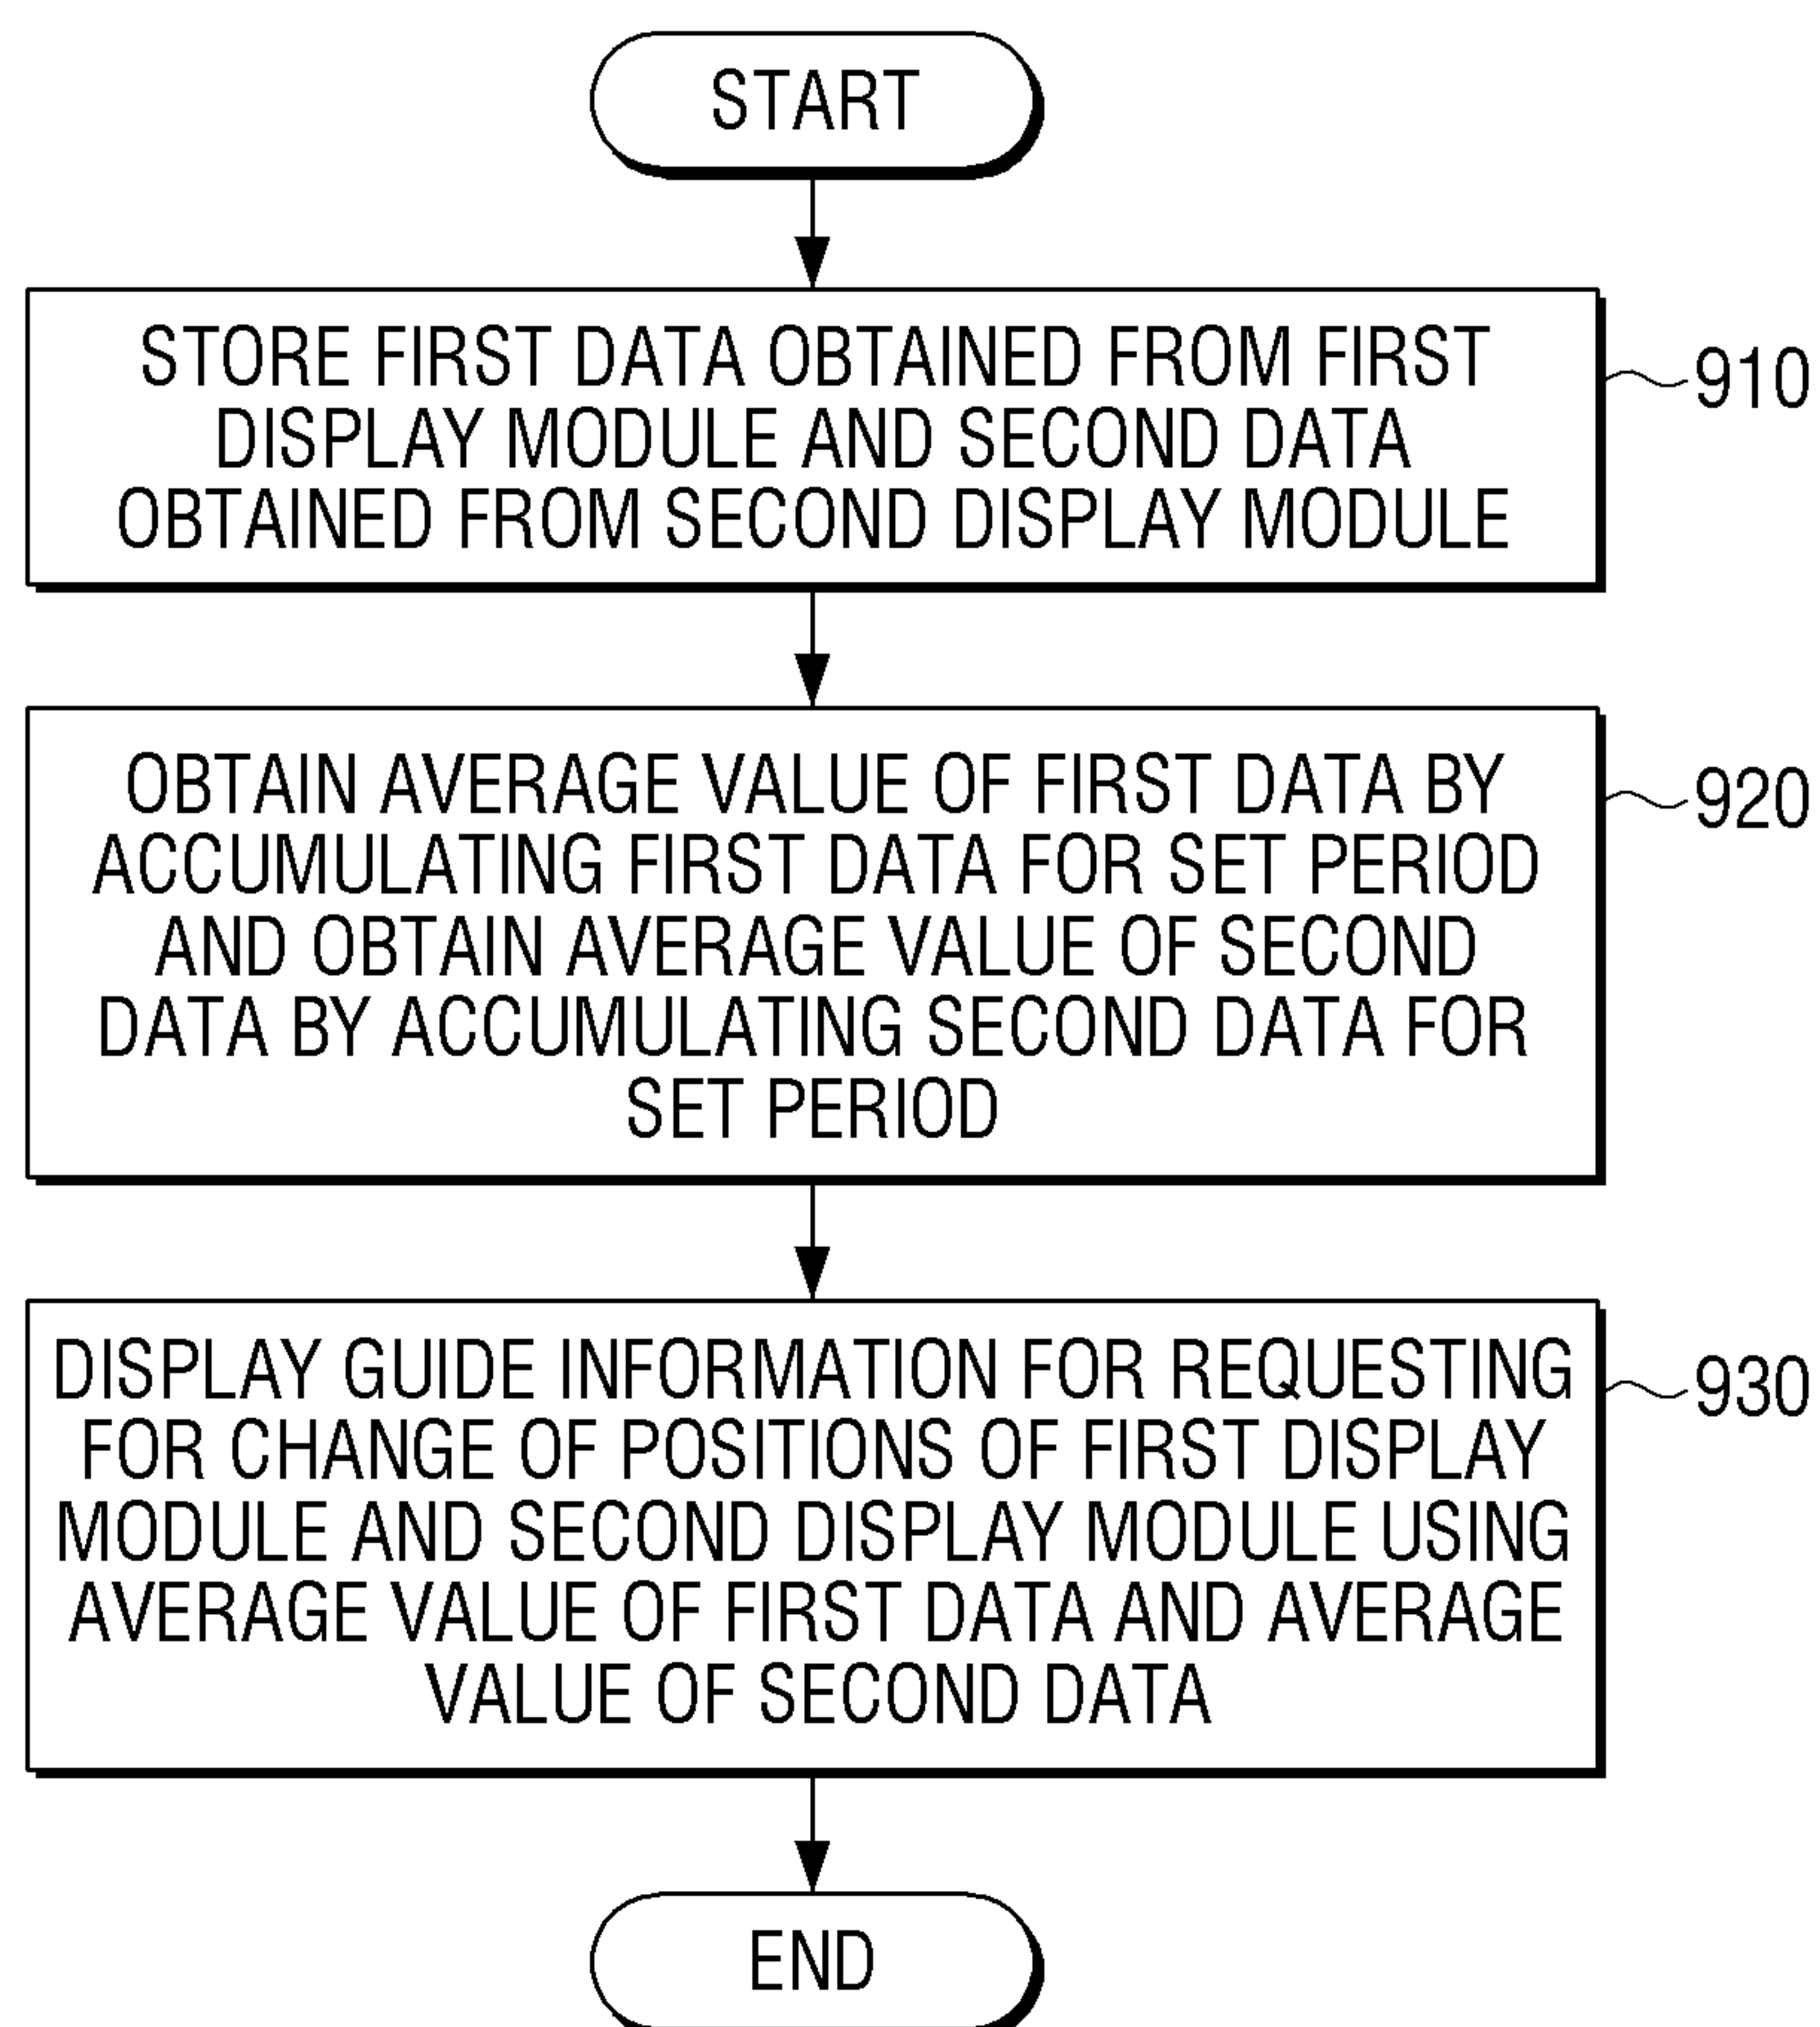 START
STORE FIRST DATA OBTAINED FROM FIRST
DISPLAY MODULE AND SECOND DATA
OBTAINED FROM SECOND DISPLAY MODULE
910
OBTAIN AVERAGE VALUE OF FIRST DATA BY
ACCUMULATING FIRST DATA FOR SET PERIOD
AND OBTAIN AVERAGE VALUE OF SECOND
DATA BY ACCUMULATING SECOND DATA FOR
SET PERIOD
920
DISPLAY GUIDE INFORMATION FOR REQUESTING
FOR CHANGE OF POSITIONS OF FIRST DISPLAY
MODULE AND SECOND DISPLAY MODULE USING
AVERAGE VALUE OF FIRST DATA AND AVERAGE
VALUE OF SECOND DATA
930
END